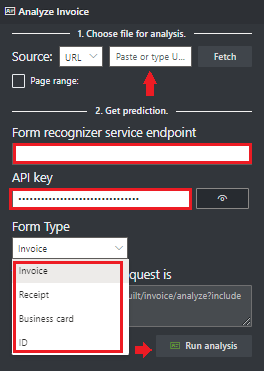 Analyze Invoice
1. Choose file for analysis.
Source: URL Paste or type U... Fetch
Page range:
2. Get prediction.
Form recognizer service endpoint
API key
••••••••••••••••••••••••••••••••
Form Type
Invoice
Invoice
Receipt
Business card
ID
quest is
uilt/invoice/analyze?include
Run analysis